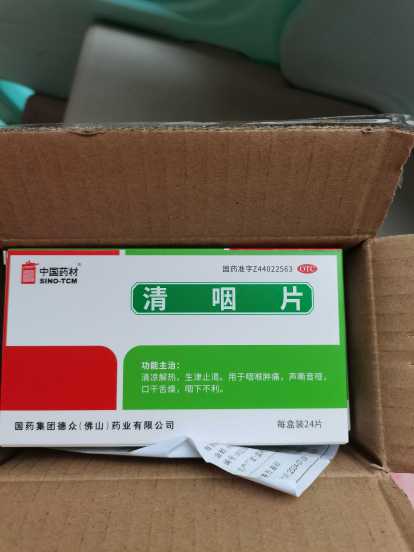 中国药材®
SINO-TCM
国药准字Z44022563 OTC
清咽片
功能主治：
清凉解热，生津止渴。用于咽喉肿痛，声嘶音哑，
口干舌燥，咽下不利。
国药集团德众（佛山）药业有限公司
每盒装24片